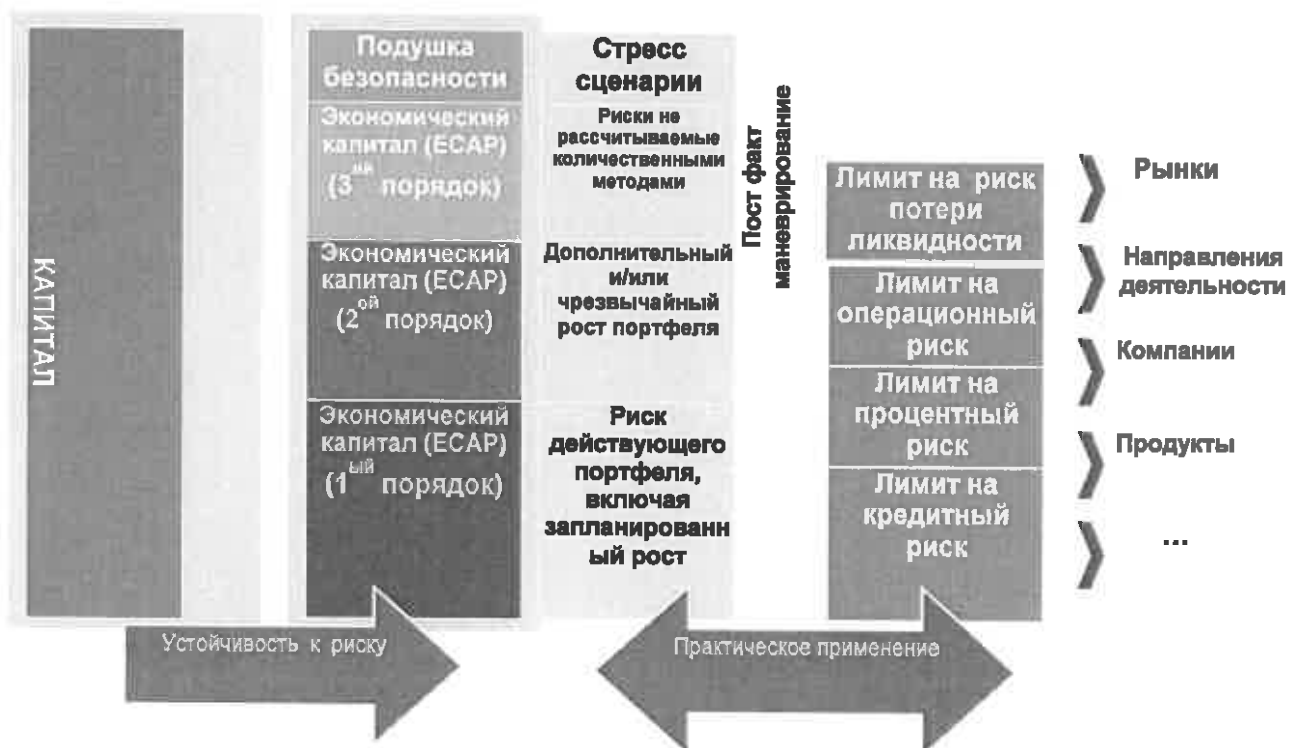 КАПИТАЛ
Подушка
безопасности
Экономический
капитал (ECAP)
(3ий порядок)
Экономический
капитал (ECAP)
(2ой порядок)
Экономический
капитал (ECAP)
(1ый порядок)
Стресс
сценарии
Риски не
рассчитываемые
количественными
методами
Дополнительный
и/или
чрезвычайный
рост портфеля
Риск
действующего
портфеля,
включая
запланированн
ый рост
Пост факт
маневрирование
Лимит на риск
потери
ликвидности
Лимит на
операционный
риск
Лимит на
процентный
риск
Лимит на
кредитный
риск
Рынки
Направления
деятельности
Компании
Продукты
...
Устойчивость к риску
Практическое применение